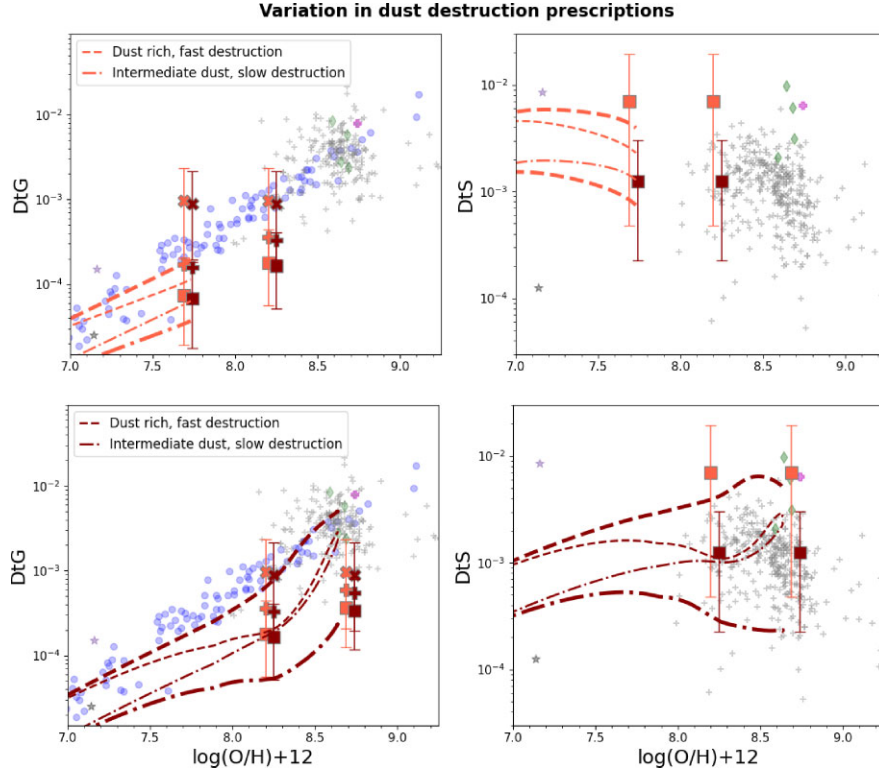 Variation in dust destruction prescriptions
Dust rich, fast destruction
Intermediate dust, slow destruction
DtG
10⁻²
10⁻³
10⁻⁴
7.0 7.5 8.0 8.5 9.0
DtS
10⁻²
10⁻³
10⁻⁴
7.0 7.5 8.0 8.5 9.0
Dust rich, fast destruction
Intermediate dust, slow destruction
DtG
10⁻²
10⁻³
10⁻⁴
7.0 7.5 8.0 8.5 9.0
log(O/H)+12
DtS
10⁻²
10⁻³
10⁻⁴
7.0 7.5 8.0 8.5 9.0
log(O/H)+12